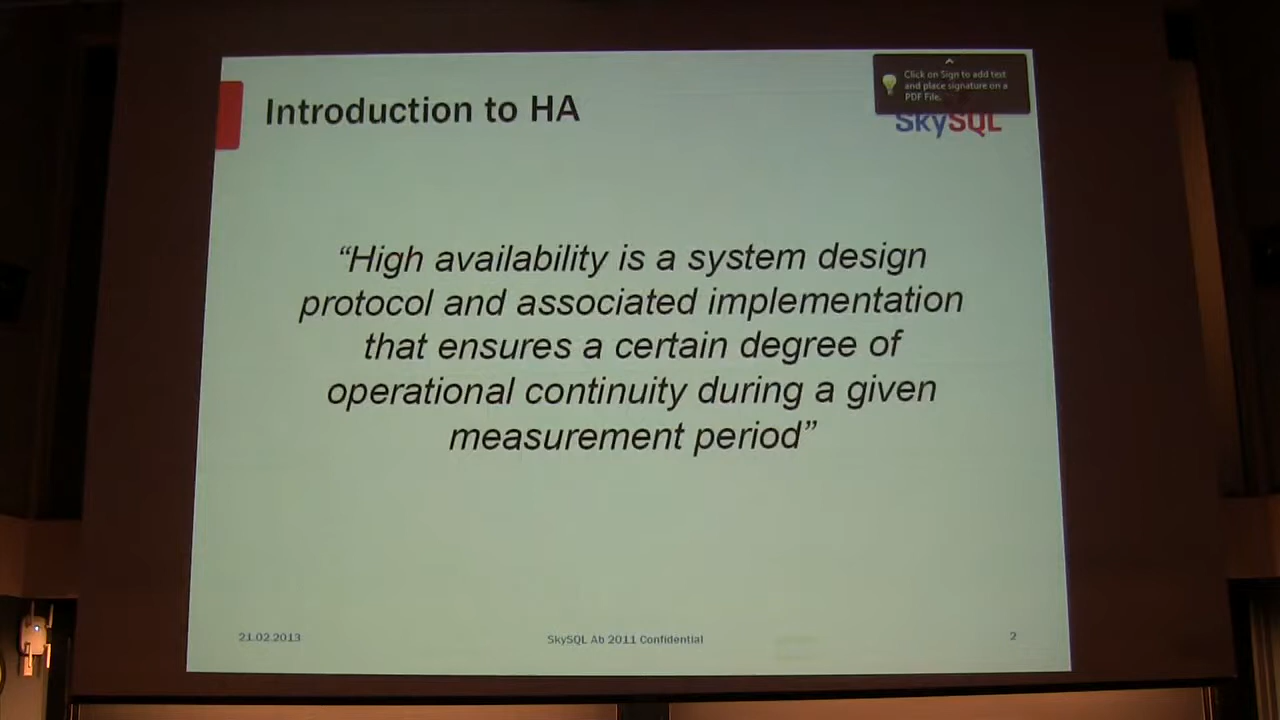 Click on Sign to add text
and place signature on a
PDF File.
Introduction to HA
SkySQL
“High availability is a system design
protocol and associated implementation
that ensures a certain degree of
operational continuity during a given
measurement period”
21.02.2013
SkySQL Ab 2011 Confidential
2